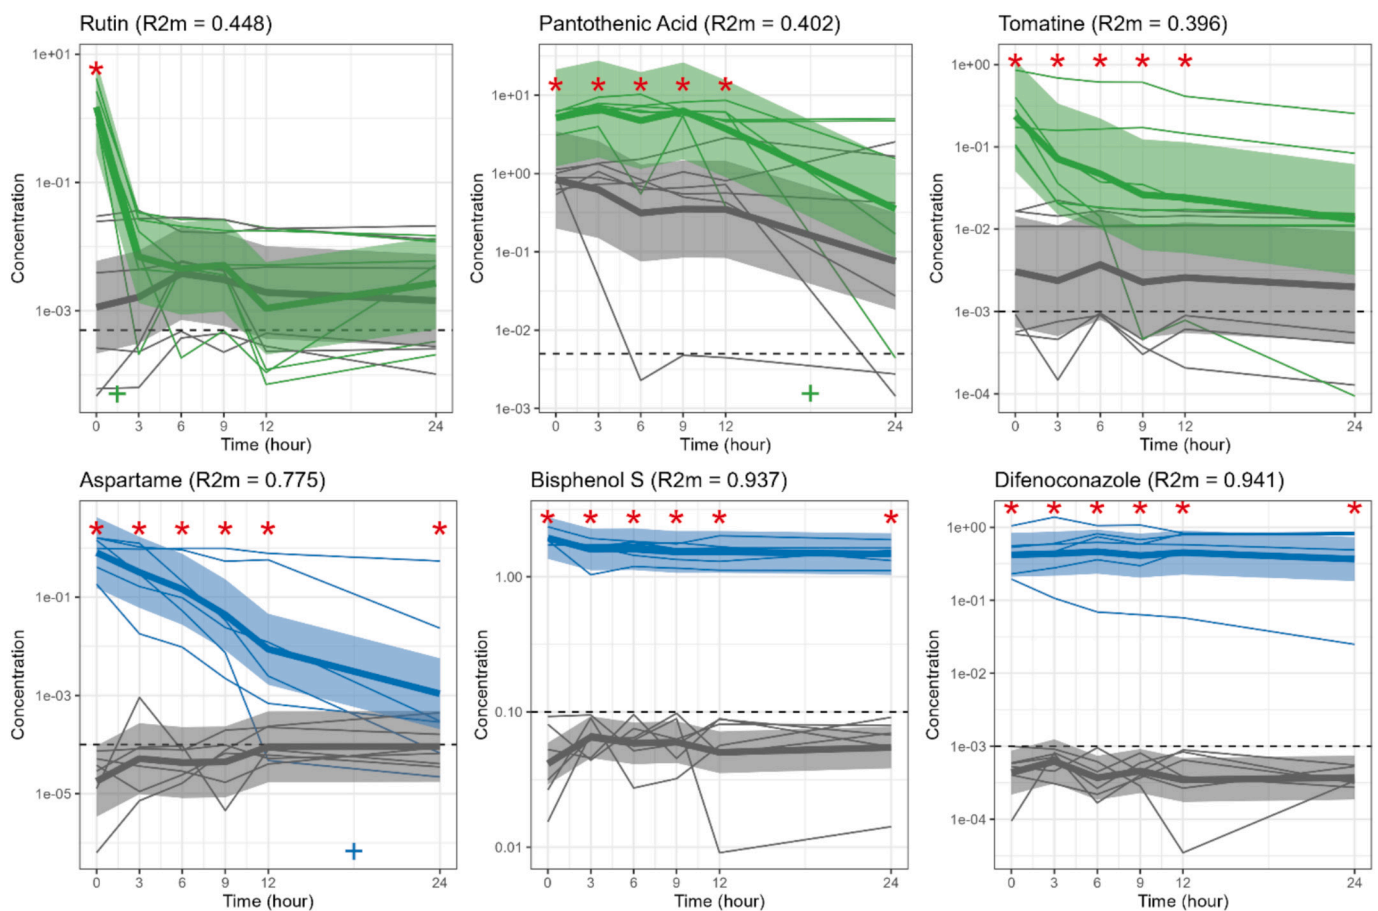 Rutin (R2m = 0.448)
Pantothenic Acid (R2m = 0.402)
Tomatine (R2m = 0.396)
Concentration
1e+01
1e-01
1e-03
*
+
0 3 6 9 12 24
Time (hour)
Concentration
1e+01
1e+00
1e-01
1e-02
1e-03
* * * * *
+
0 3 6 9 12 24
Time (hour)
Concentration
1e+00
1e-01
1e-02
1e-03
1e-04
* * * * *
0 3 6 9 12 24
Time (hour)
Aspartame (R2m = 0.775)
Bisphenol S (R2m = 0.937)
Difenoconazole (R2m = 0.941)
Concentration
1e-01
1e-03
1e-05
* * * * * *
+
0 3 6 9 12 24
Time (hour)
Concentration
1.00
0.10
0.01
* * * * * *
0 3 6 9 12 24
Time (hour)
Concentration
1e+00
1e-01
1e-02
1e-03
1e-04
* * * * * *
0 3 6 9 12 24
Time (hour)